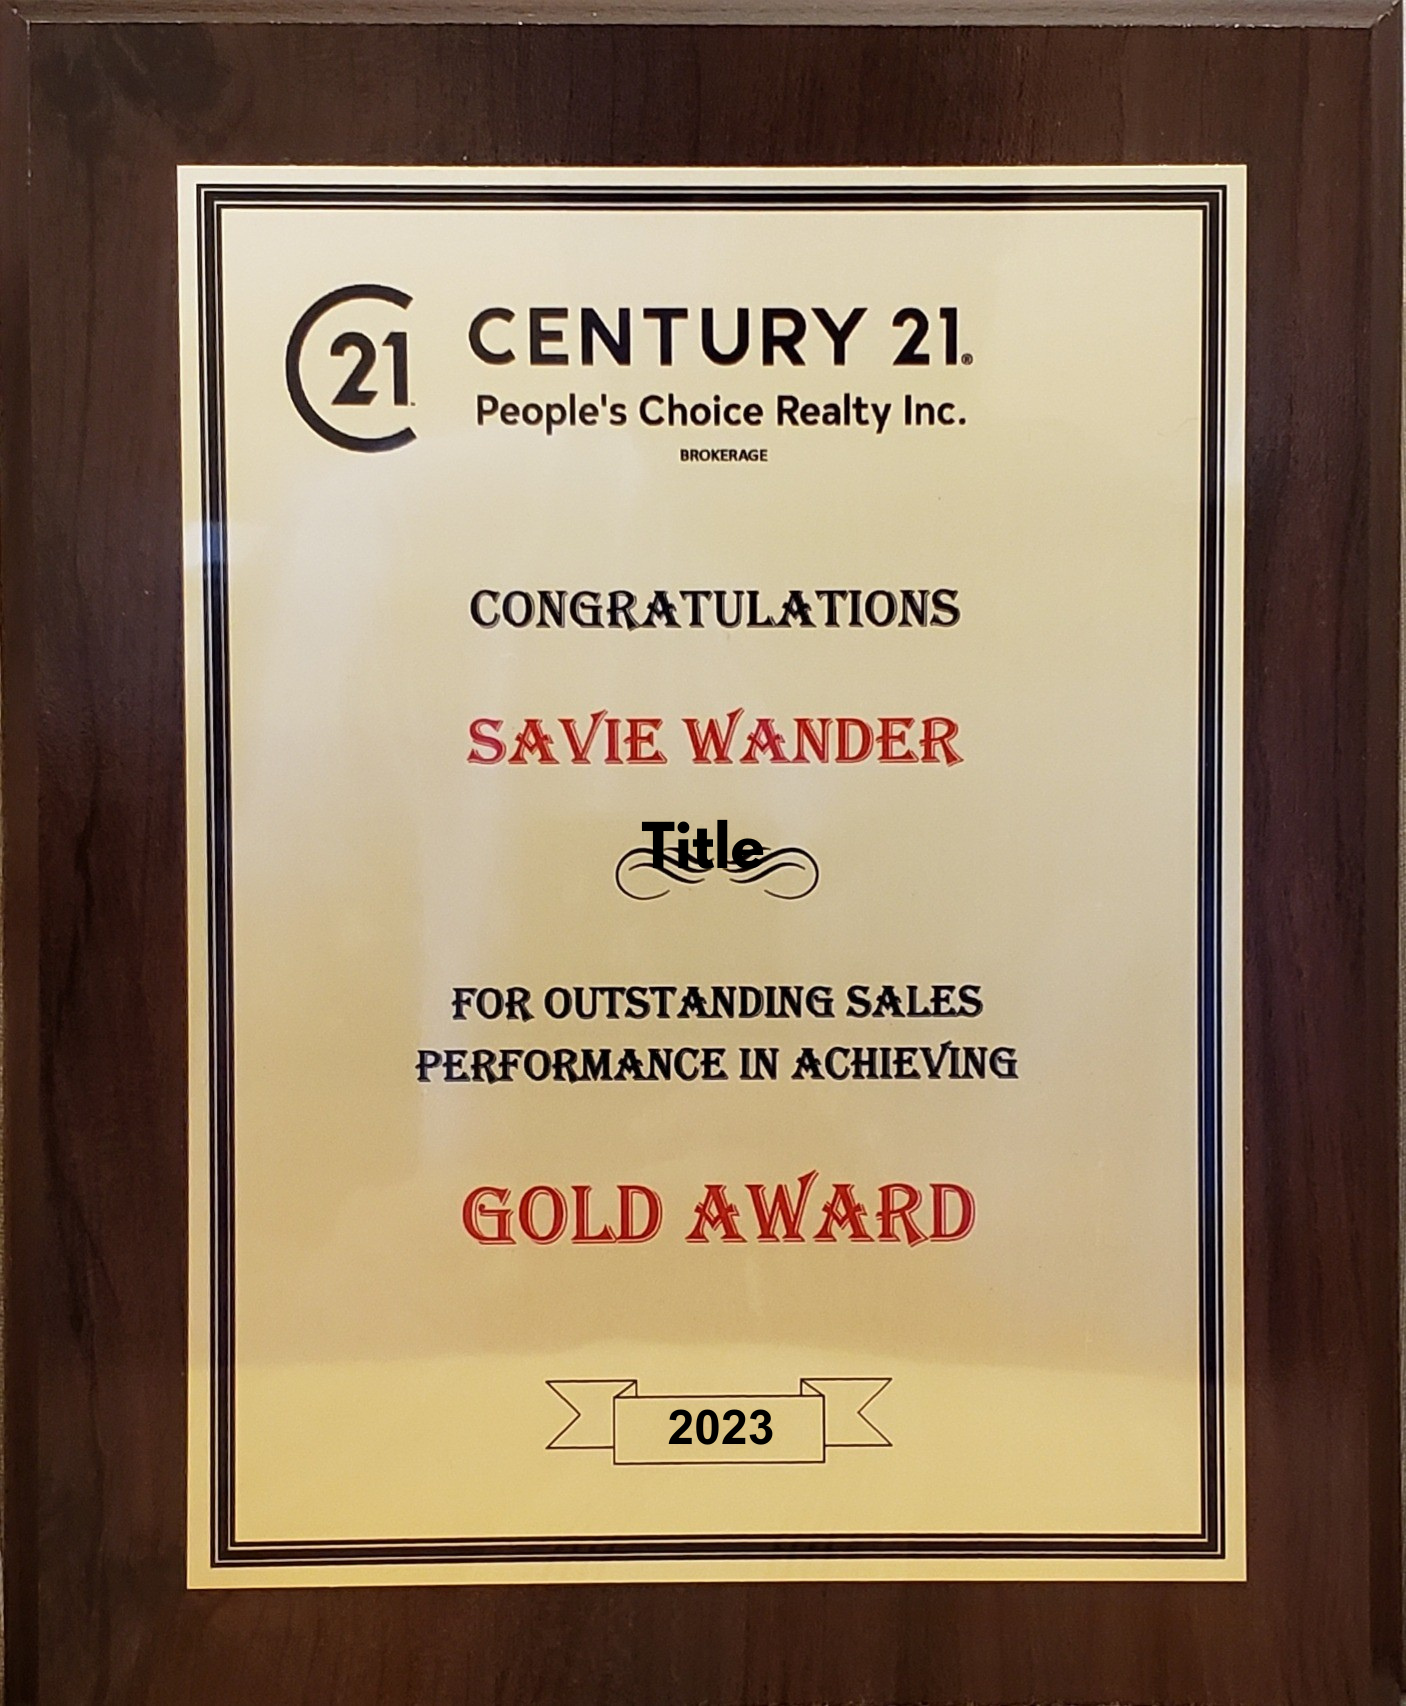 21
CENTURY 21®
People's Choice Realty Inc.
BROKERAGE
CONGRATULATIONS
SAVIE WANDER
Title
FOR OUTSTANDING SALES
PERFORMANCE IN ACHIEVING
GOLD AWARD
2023